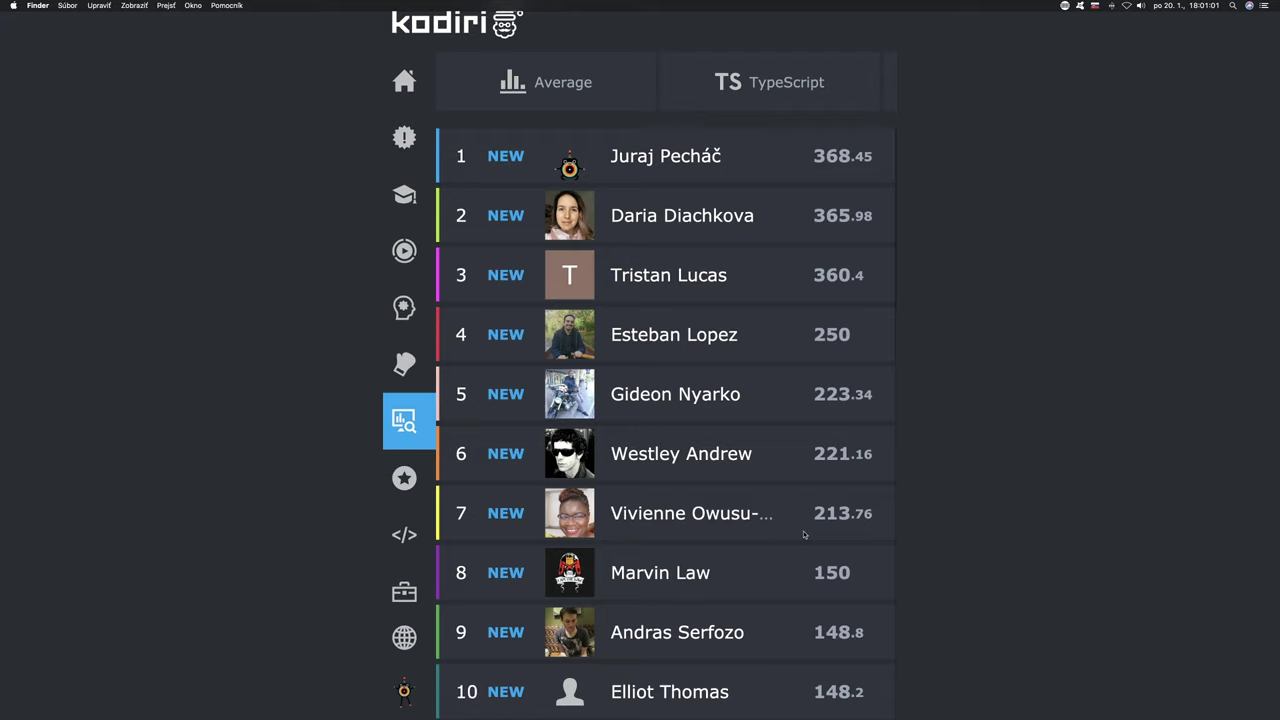 Finder Súbor Upraviť Zobraziť Prejsť Okno Pomocník po 20. 1., 18:01:01
kodiri
Average TS TypeScript
1 NEW Juraj Pecháč 368.45
2 NEW Daria Diachkova 365.98
3 NEW T Tristan Lucas 360.4
4 NEW Esteban Lopez 250
5 NEW Gideon Nyarko 223.34
6 NEW Westley Andrew 221.16
7 NEW Vivienne Owusu-... 213.76
8 NEW Marvin Law 150
9 NEW Andras Serfozo 148.8
10 NEW Elliot Thomas 148.2